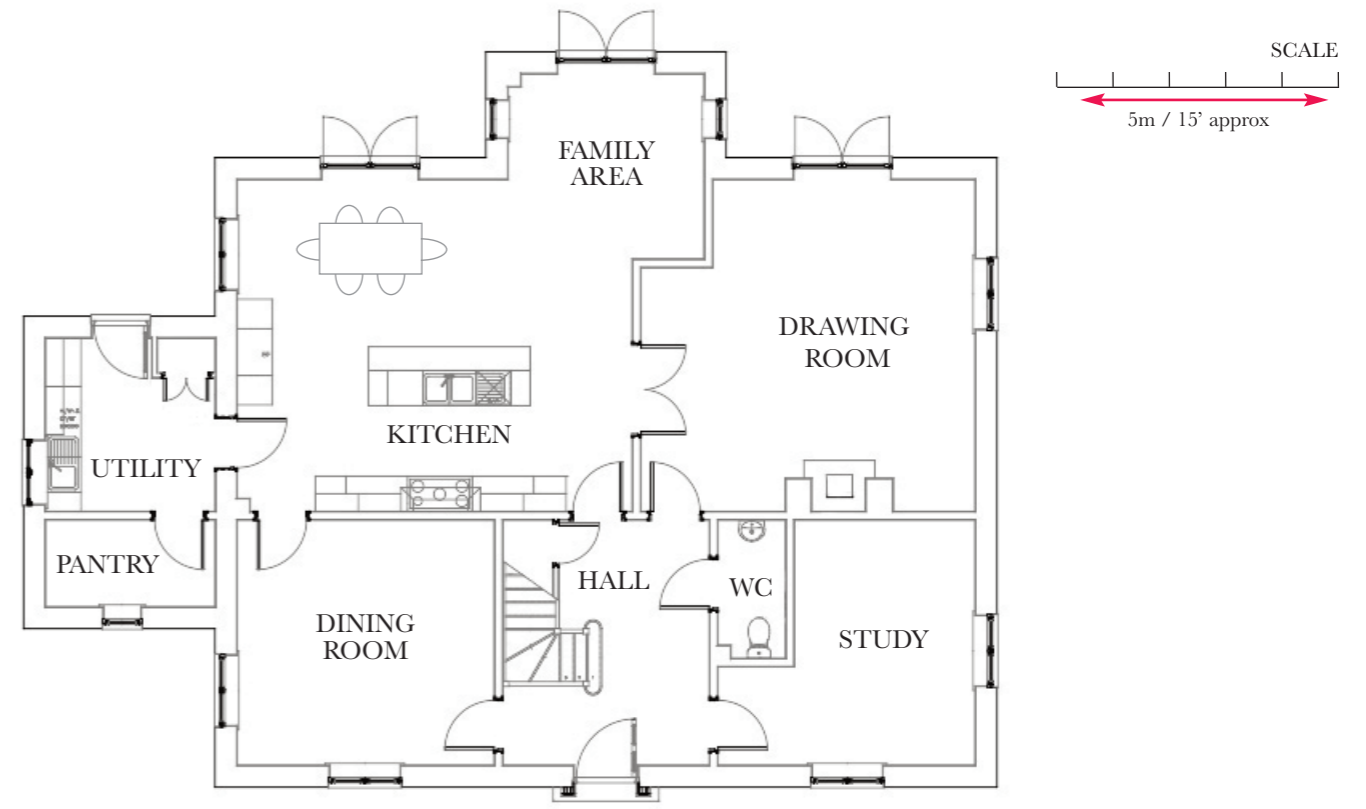 SCALE
5m / 15’ approx
FAMILY
AREA
DRAWING
ROOM
KITCHEN
UTILITY
PANTRY
HALL
WC
DINING
ROOM
STUDY